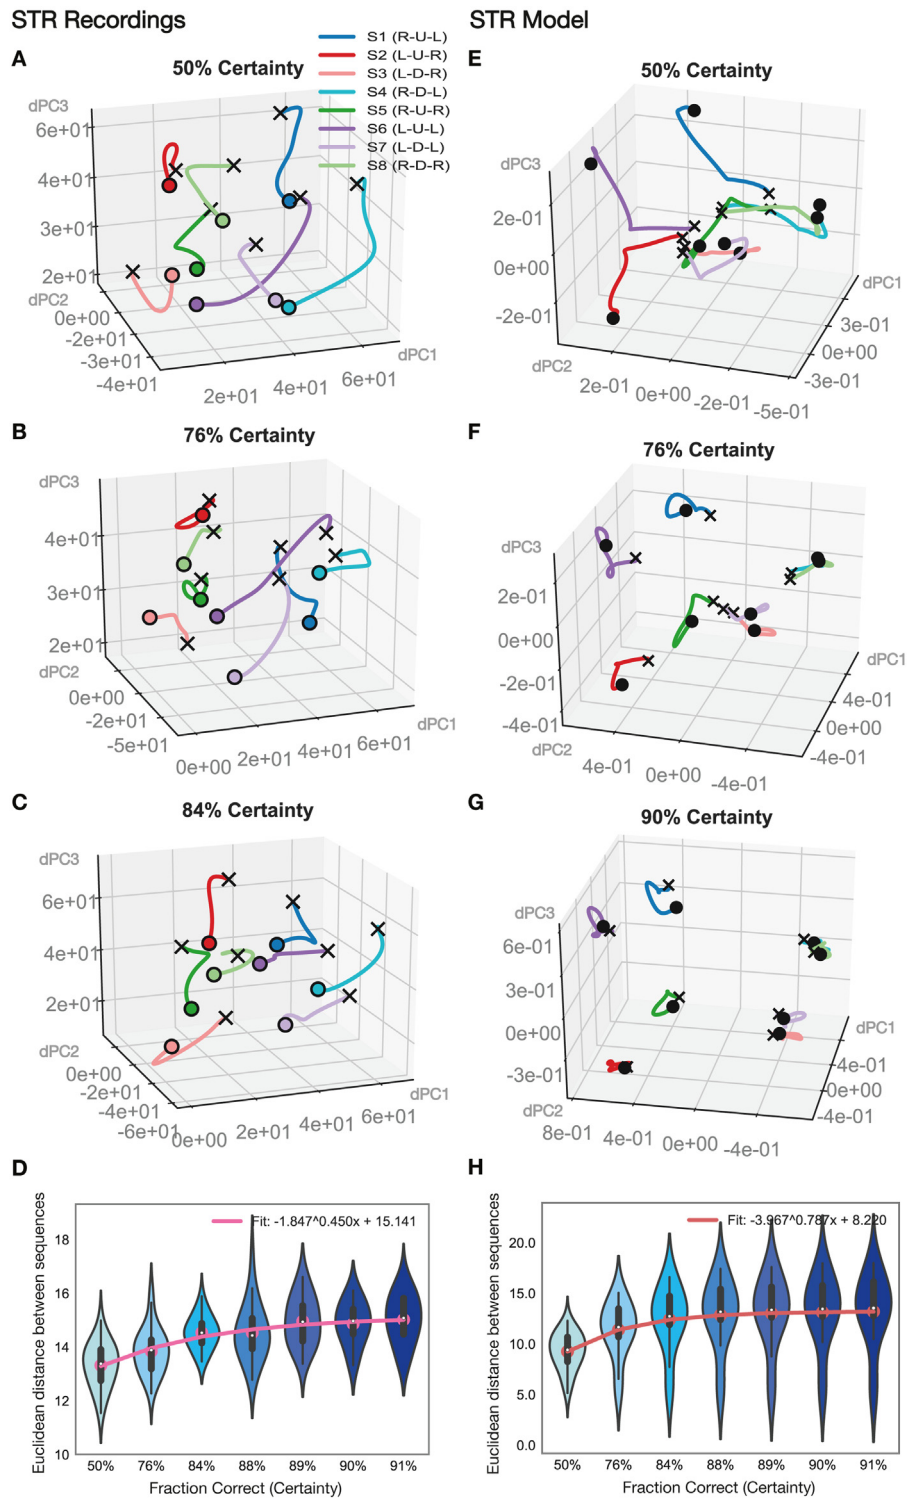 STR Recordings
STR Model
A
50% Certainty
S1 (R-U-L)
S2 (L-U-R)
S3 (L-D-R)
S4 (R-D-L)
S5 (R-U-R)
S6 (L-U-L)
S7 (L-D-L)
S8 (R-D-R)
dPC3
6e+01
4e+01
3e+01
2e+01
dPC2
0e+00
-2e+01
-3e+01
-4e+01
2e+01
4e+01
6e+01
dPC1
E
50% Certainty
dPC3
2e-01
0e+00
-2e-01
dPC2
2e-01
0e+00
-2e-01
-5e-01
dPC1
3e-01
0e+00
-3e-01
B
76% Certainty
dPC3
4e+01
3e+01
2e+01
dPC2
0e+00
-2e+01
-5e+01
0e+00
2e+01
4e+01
6e+01
dPC1
F
76% Certainty
dPC3
2e-01
0e+00
-2e-01
-4e-01
dPC2
4e-01
0e+00
-4e-01
dPC1
4e-01
0e+00
-4e-01
C
84% Certainty
dPC3
6e+01
4e+01
2e+01
dPC2
0e+00
-2e+01
-4e+01
-6e+01
0e+00
2e+01
4e+01
6e+01
dPC1
G
90% Certainty
dPC3
6e-01
3e-01
0e+00
-3e-01
dPC2
8e-01
4e-01
0e+00
-4e-01
dPC1
4e-01
0e+00
-4e-01
D
Euclidean distance between sequences
18
16
14
12
10
Fit: -1.847^0.450x + 15.141
50%
76%
84%
88%
89%
90%
91%
Fraction Correct (Certainty)
H
Euclidean distance between sequences
20.0
15.0
10.0
5.0
0.0
Fit: -3.967^0.787x + 8.220
50%
76%
84%
88%
89%
90%
91%
Fraction Correct (Certainty)